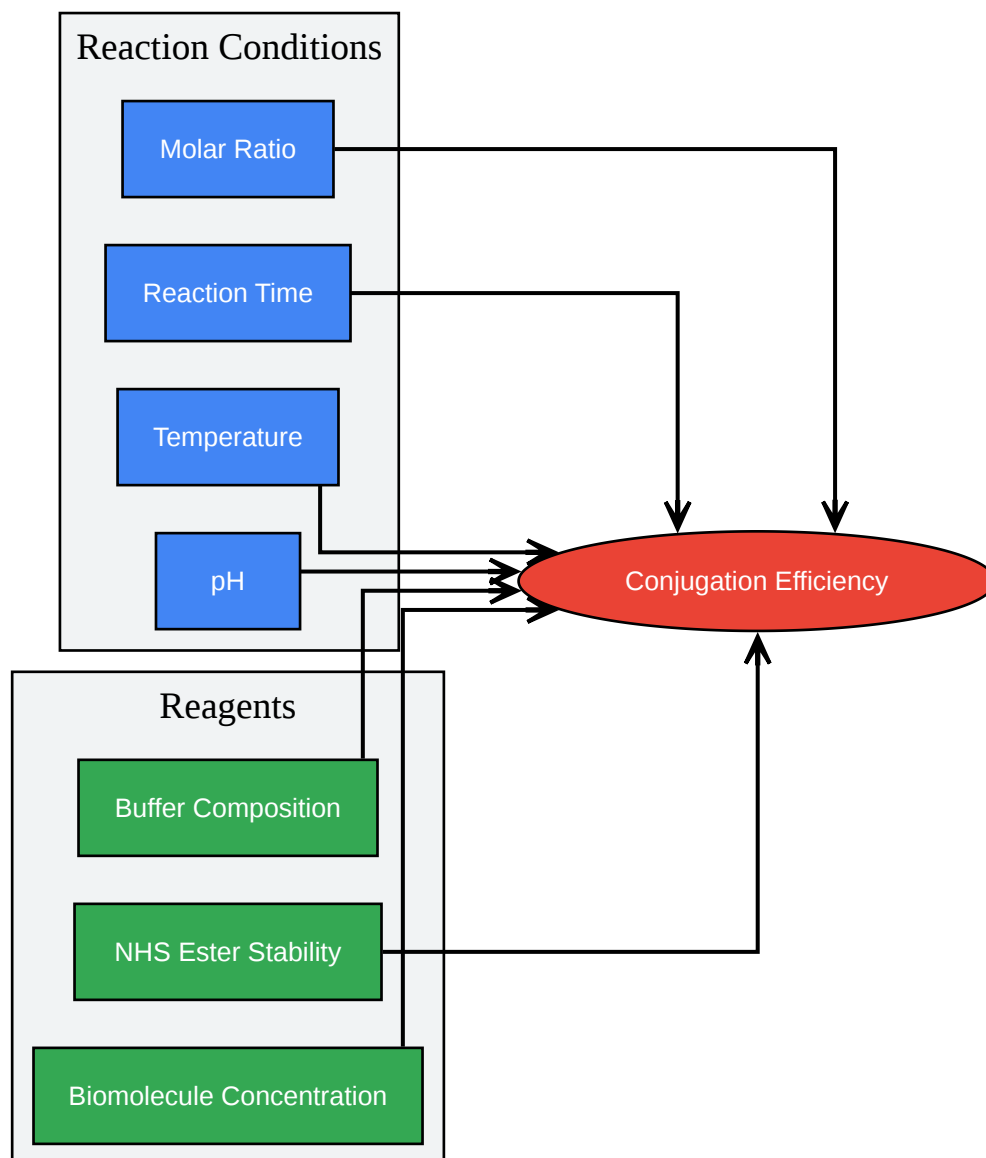 Reaction Conditions
Molar Ratio
Reaction Time
Temperature
pH
Conjugation Efficiency
Reagents
Buffer Composition
NHS Ester Stability
Biomolecule Concentration